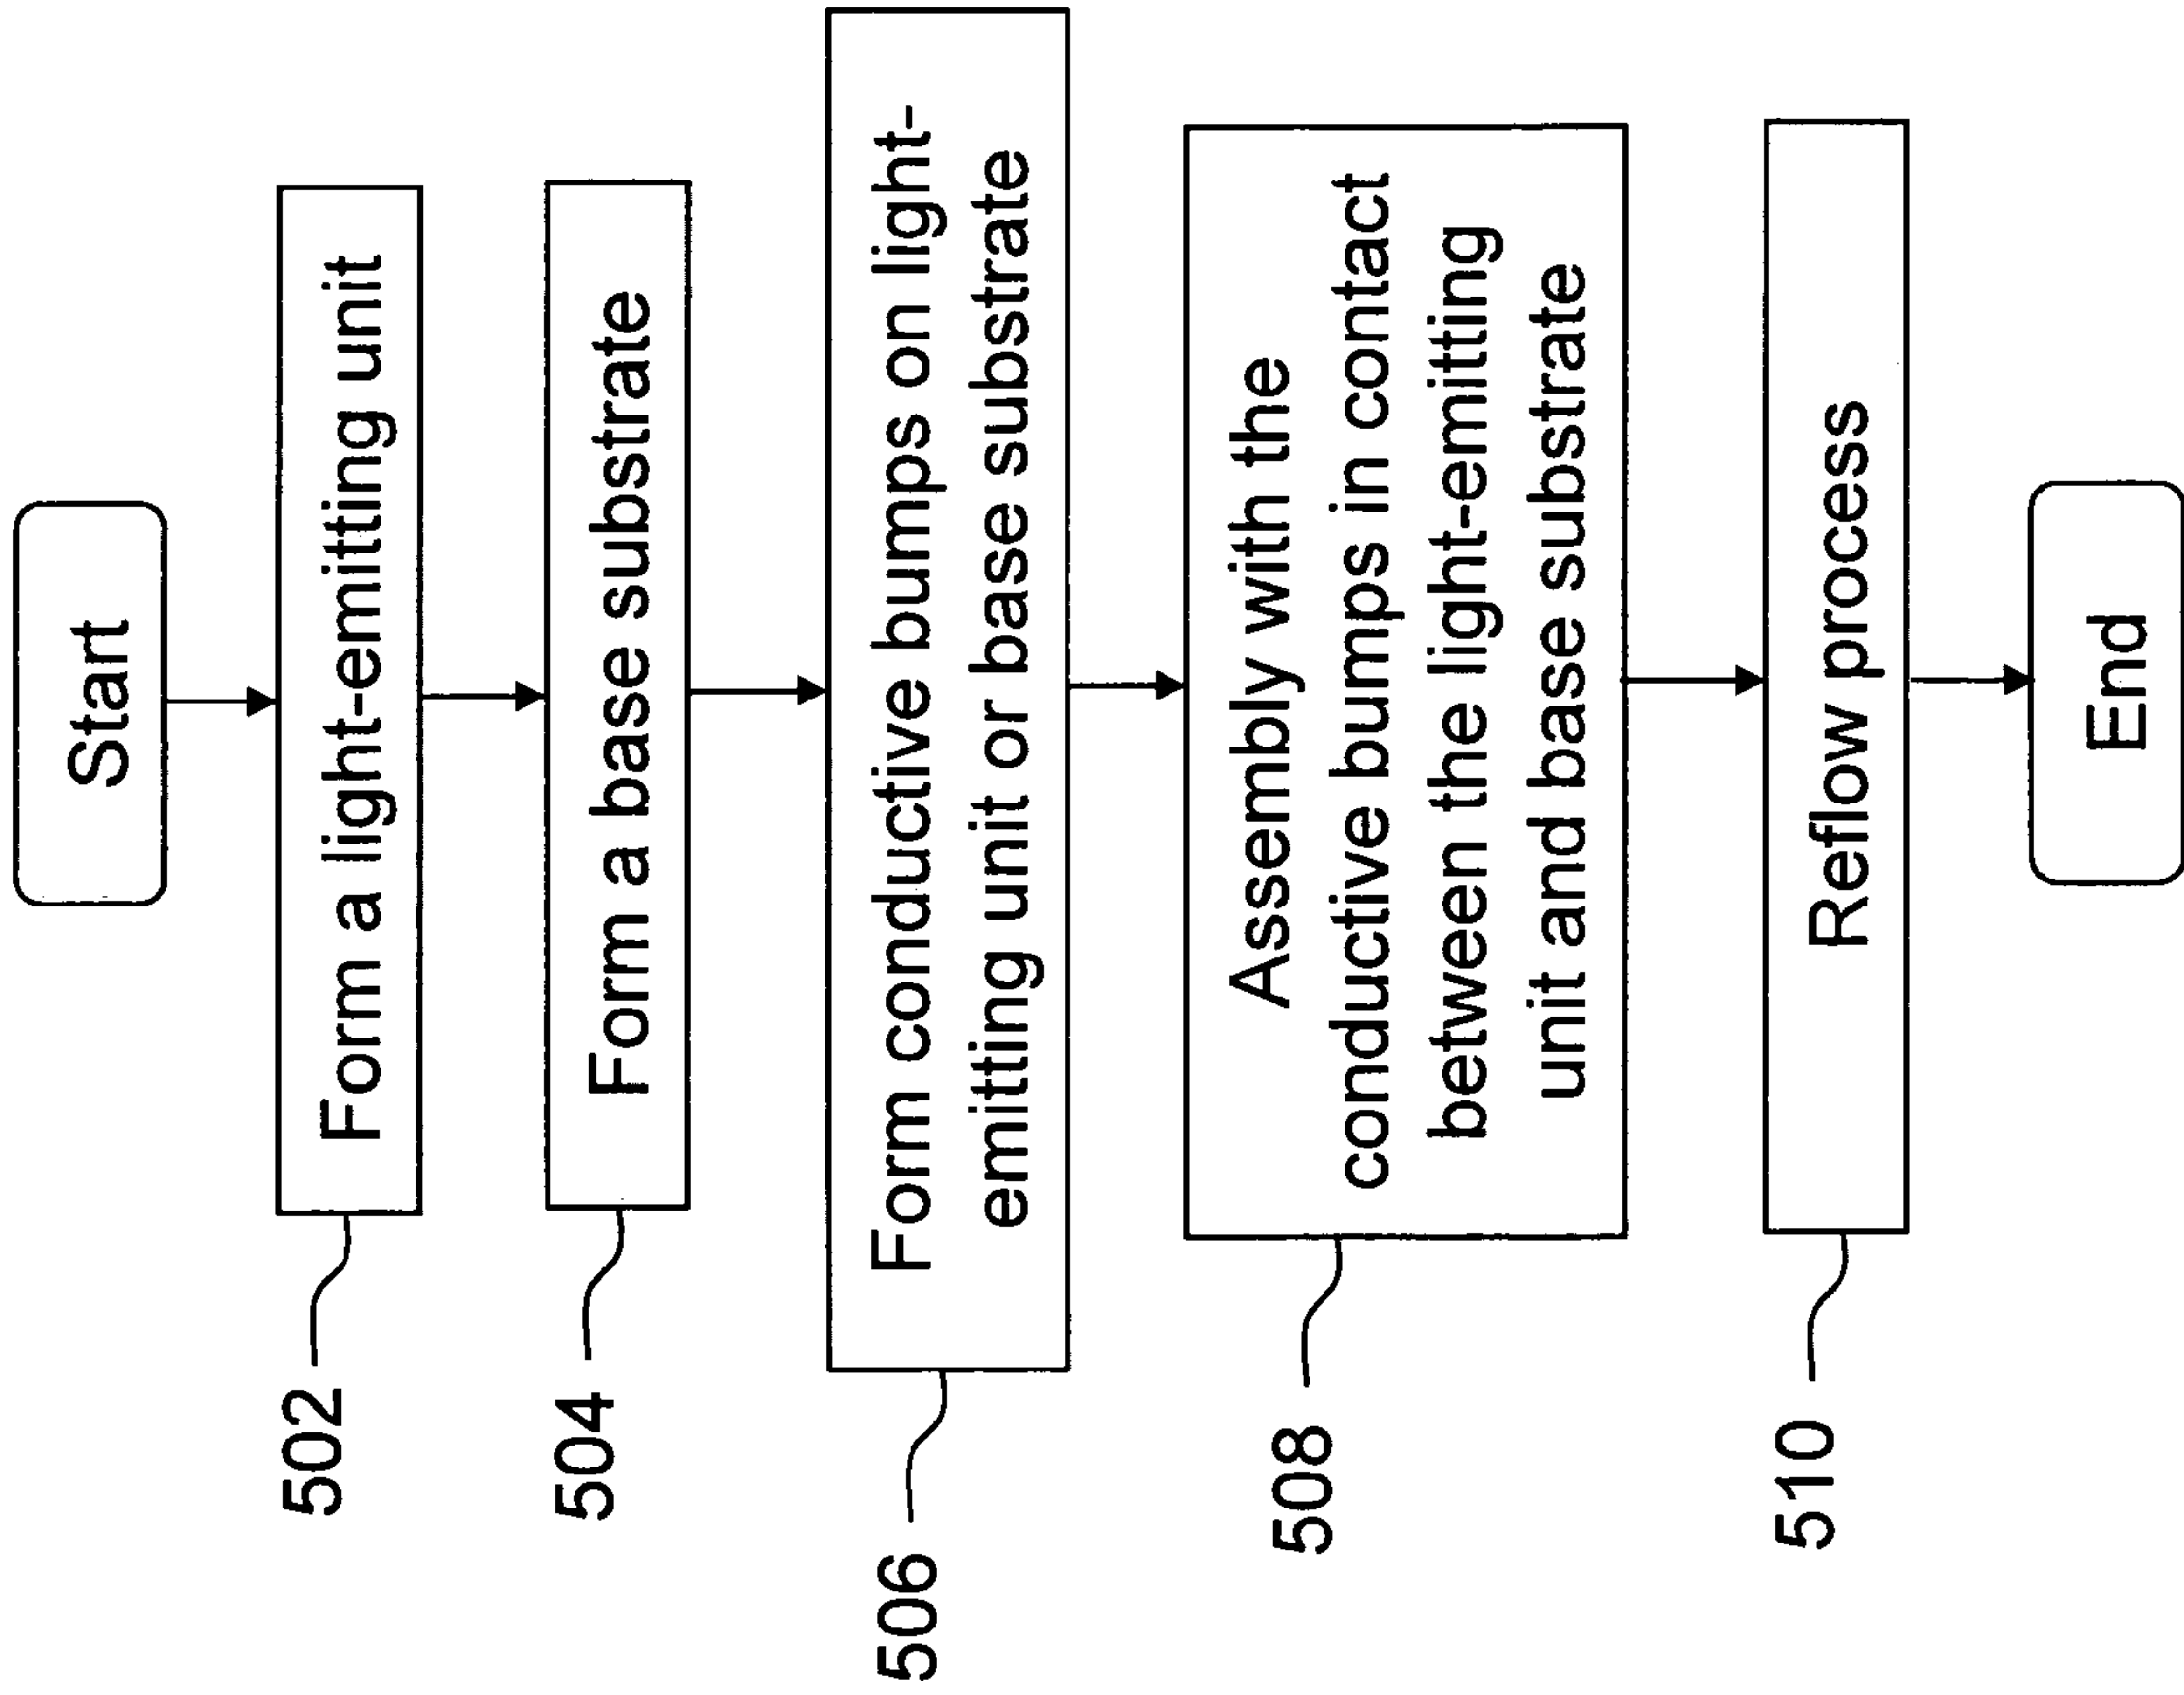 Start
502
Form a light-emitting unit
504
Form a base substrate
506
Form conductive bumps on light-
emitting unit or base substrate
508
Assembly with the
conductive bumps in contact
between the light-emitting
unit and base substrate
510
Reflow process
End